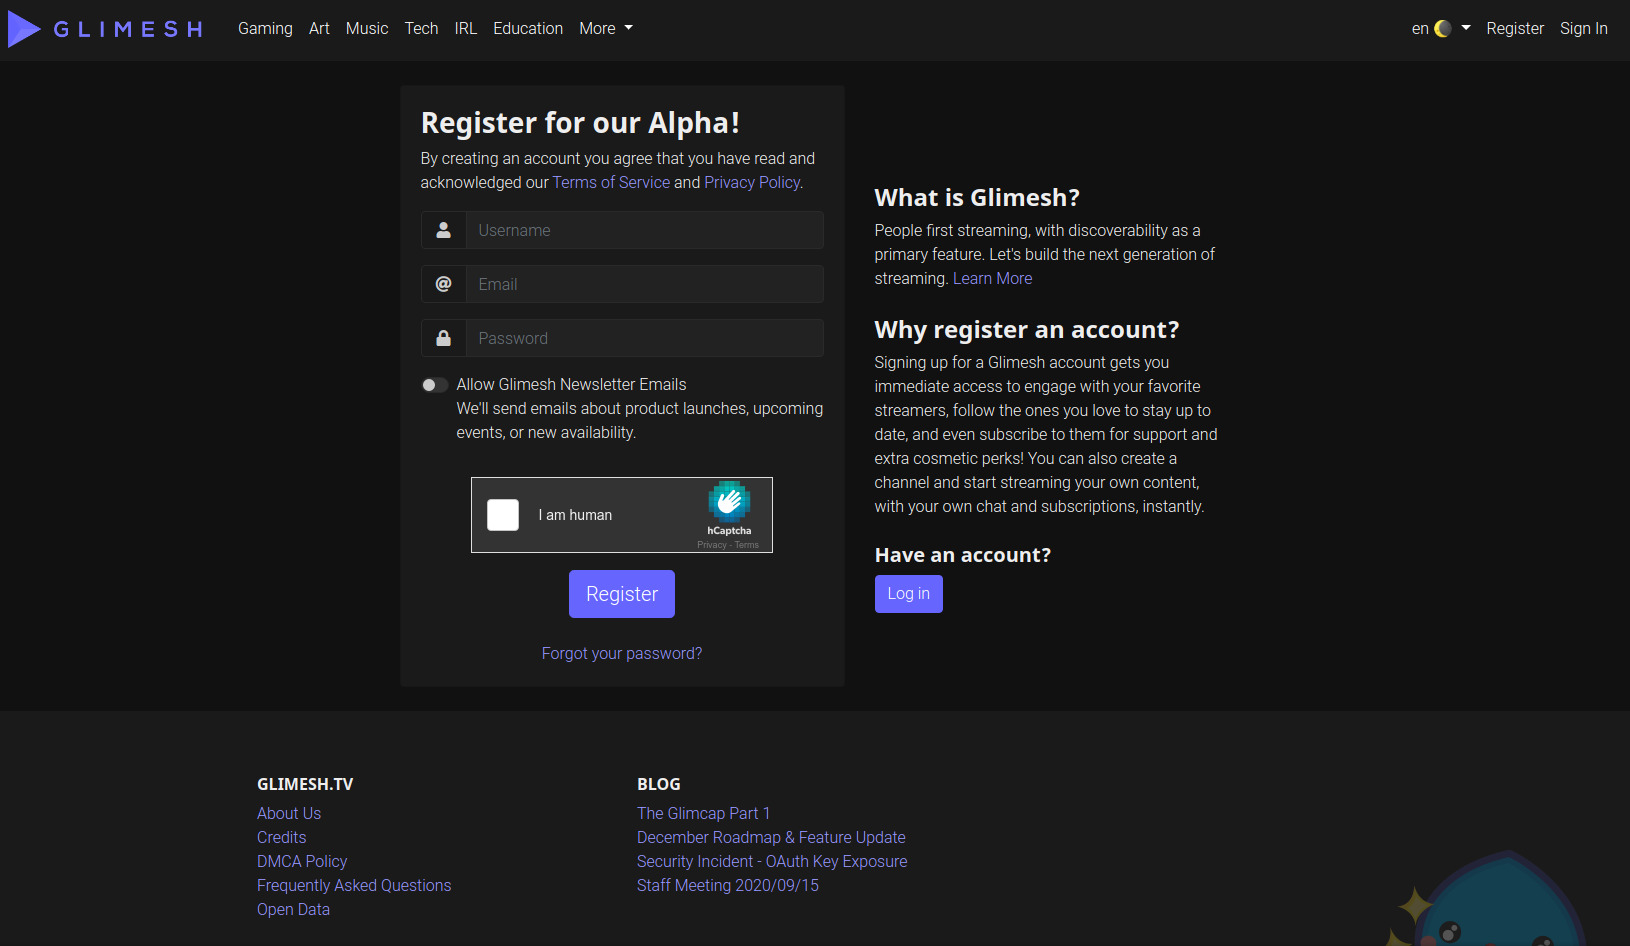 GLIMESH
Gaming Art Music Tech IRL Education More
en Register Sign In
Register for our Alpha!
By creating an account you agree that you have read and
acknowledged our Terms of Service and Privacy Policy.
Username
@ Email
Password
Allow Glimesh Newsletter Emails
We'll send emails about product launches, upcoming
events, or new availability.
I am human
hCaptcha
Privacy - Terms
Register
Forgot your password?
What is Glimesh?
People first streaming, with discoverability as a
primary feature. Let's build the next generation of
streaming. Learn More
Why register an account?
Signing up for a Glimesh account gets you
immediate access to engage with your favorite
streamers, follow the ones you love to stay up to
date, and even subscribe to them for support and
extra cosmetic perks! You can also create a
channel and start streaming your own content,
with your own chat and subscriptions, instantly.
Have an account?
Log in
GLIMESH.TV
About Us
Credits
DMCA Policy
Frequently Asked Questions
Open Data
BLOG
The Glimcap Part 1
December Roadmap & Feature Update
Security Incident - OAuth Key Exposure
Staff Meeting 2020/09/15